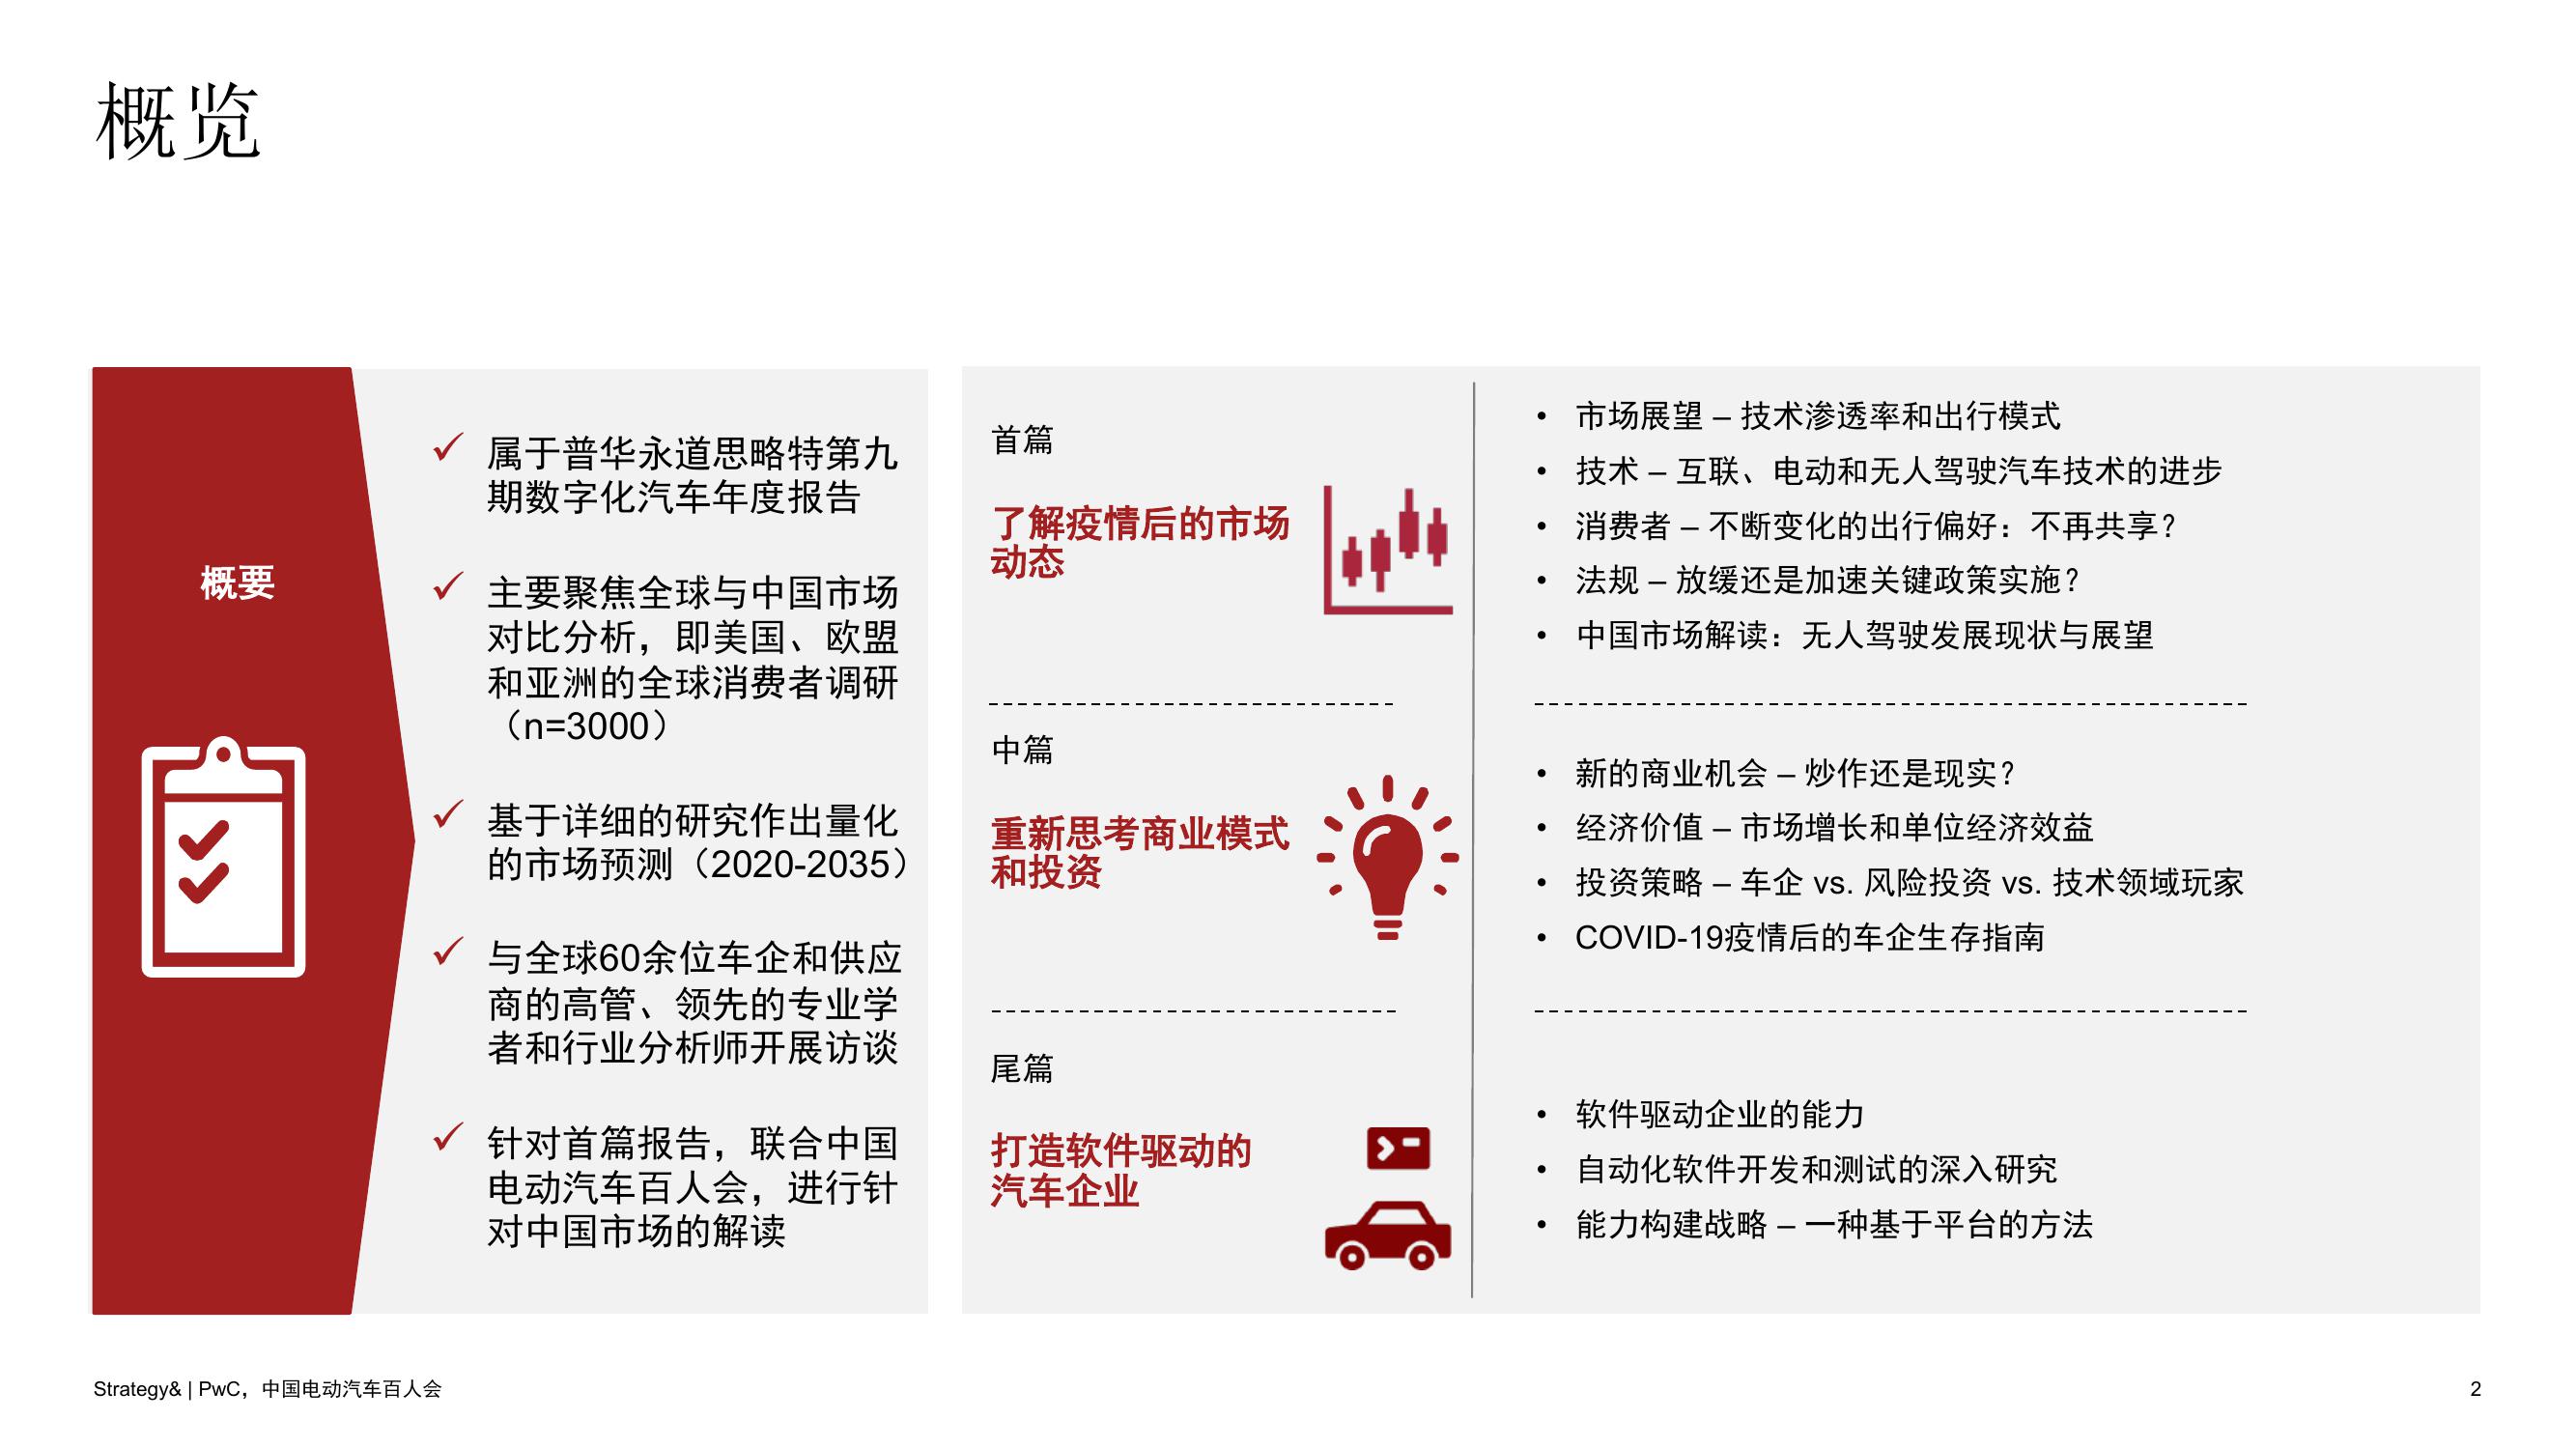 概览
概要
属于普华永道思略特第九
期数字化汽车年度报告
主要聚焦全球与中国市场
对比分析，即美国、欧盟
和亚洲的全球消费者调研
（n=3000）
基于详细的研究作出量化
的市场预测（2020-2035）
与全球60余位车企和供应
商的高管、领先的专业学
者和行业分析师开展访谈
针对首篇报告，联合中国
电动汽车百人会，进行针
对中国市场的解读
首篇
了解疫情后的市场
动态
• 市场展望 – 技术渗透率和出行模式
• 技术 – 互联、电动和无人驾驶汽车技术的进步
• 消费者 – 不断变化的出行偏好：不再共享？
• 法规 – 放缓还是加速关键政策实施？
• 中国市场解读：无人驾驶发展现状与展望
中篇
重新思考商业模式
和投资
• 新的商业机会 – 炒作还是现实？
• 经济价值 – 市场增长和单位经济效益
• 投资策略 – 车企 vs. 风险投资 vs. 技术领域玩家
• COVID-19疫情后的车企生存指南
尾篇
打造软件驱动的
汽车企业
• 软件驱动企业的能力
• 自动化软件开发和测试的深入研究
• 能力构建战略 – 一种基于平台的方法
Strategy& | PwC，中国电动汽车百人会
2